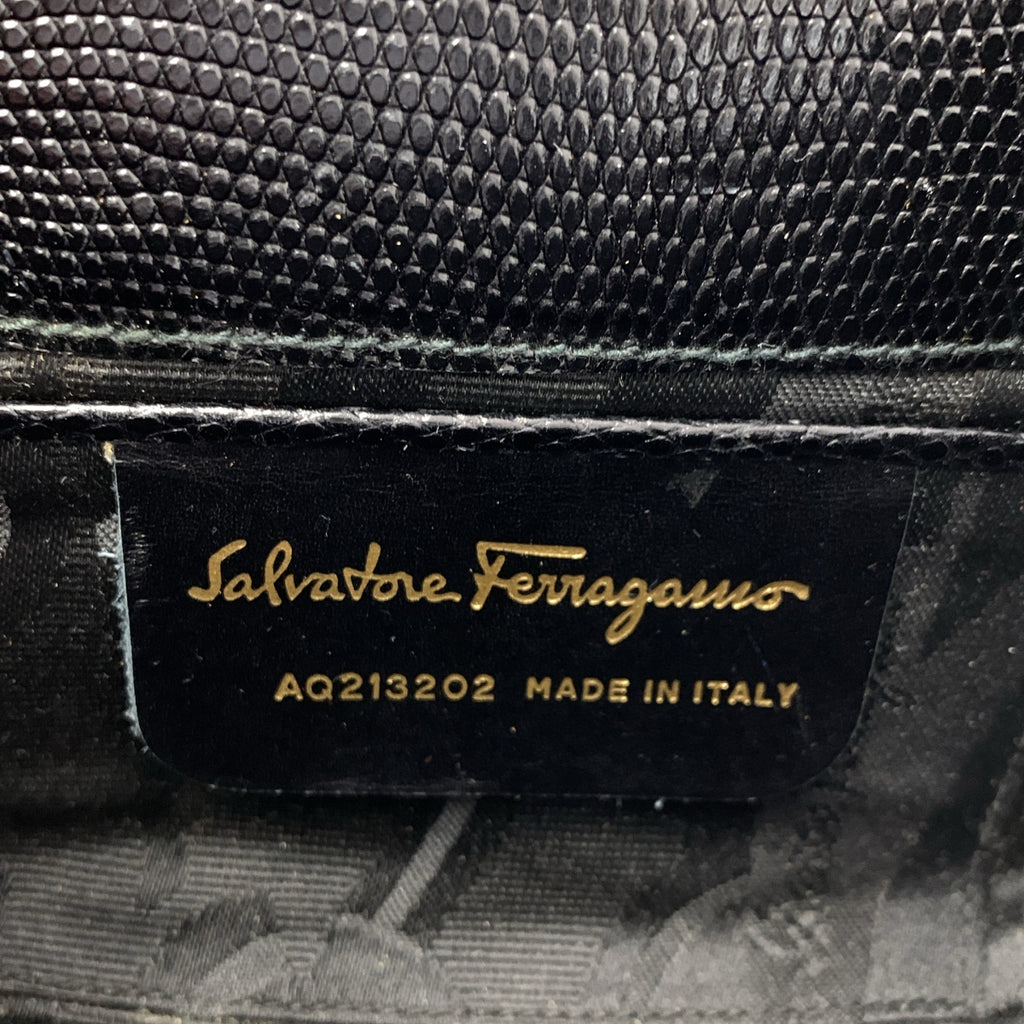 Salvatore Ferragamo
AQ213202 MADE IN ITALY